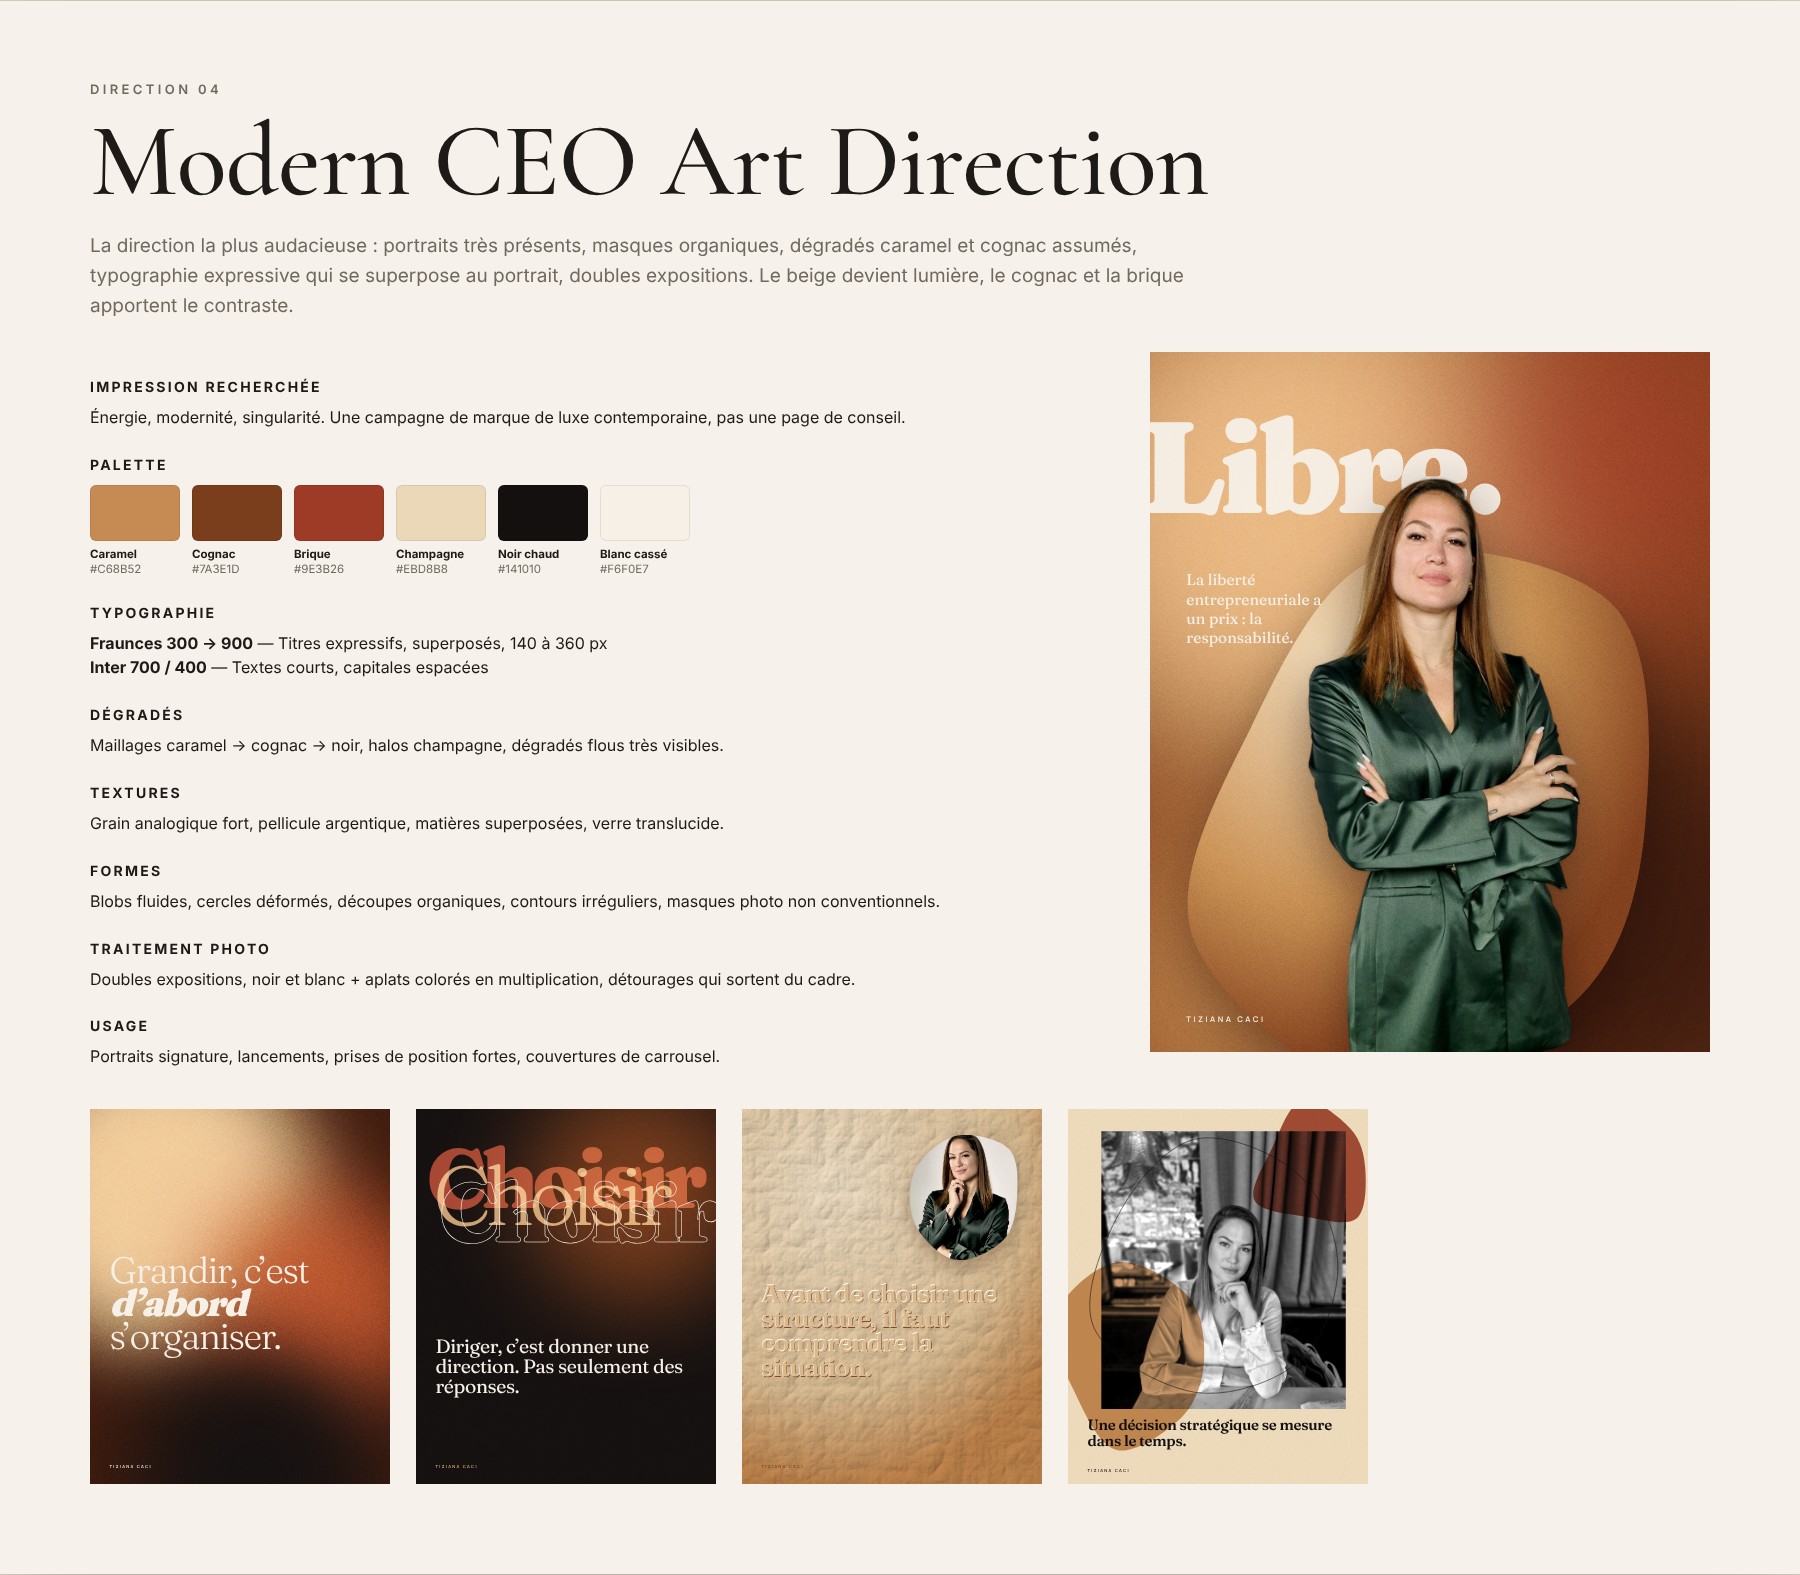 DIRECTION 04
Modern CEO Art Direction
La direction la plus audacieuse : portraits très présents, masques organiques, dégradés caramel et cognac assumés,
typographie expressive qui se superpose au portrait, doubles expositions. Le beige devient lumière, le cognac et la brique
apportent le contraste.
IMPRESSION RECHERCHÉE
Énergie, modernité, singularité. Une campagne de marque de luxe contemporaine, pas une page de conseil.
PALETTE
Caramel
#C68B52
Cognac
#7A3E1D
Brique
#9E3B26
Champagne
#EBD8B8
Noir chaud
#141010
Blanc cassé
#F6F0E7
TYPOGRAPHIE
Fraunces 300 → 900 — Titres expressifs, superposés, 140 à 360 px
Inter 700 / 400 — Textes courts, capitales espacées
DÉGRADÉS
Maillages caramel → cognac → noir, halos champagne, dégradés flous très visibles.
TEXTURES
Grain analogique fort, pellicule argentique, matières superposées, verre translucide.
FORMES
Blobs fluides, cercles déformés, découpes organiques, contours irréguliers, masques photo non conventionnels.
TRAITEMENT PHOTO
Doubles expositions, noir et blanc + aplats colorés en multiplication, détourages qui sortent du cadre.
USAGE
Portraits signature, lancements, prises de position fortes, couvertures de carrousel.
Libre.
La liberté
entrepreneuriale a
un prix : la
responsabilité.
TIZIANA CACI
Grandir, c’est
d’abord
s’organiser.
TIZIANA CACI
Choisir
Choisir
Choisir
Diriger, c’est donner une
direction. Pas seulement des
réponses.
TIZIANA CACI
Avant de choisir une
structure, il faut
comprendre la
situation.
TIZIANA CACI
Une décision stratégique se mesure
dans le temps.
TIZIANA CACI